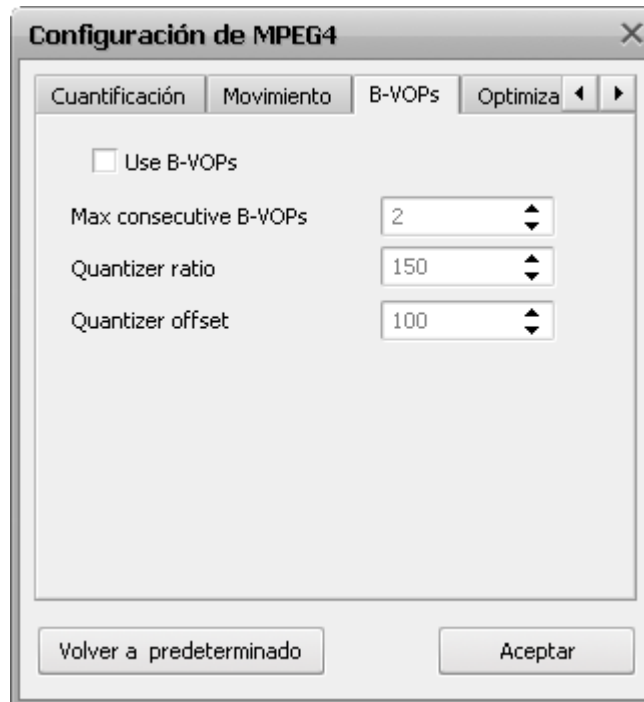 Configuración de MPEG4
Cuantificación Movimiento B-VOPs Optimiza
Use B-VOPs
Max consecutive B-VOPs 2
Quantizer ratio 150
Quantizer offset 100
Volver a predeterminado Aceptar